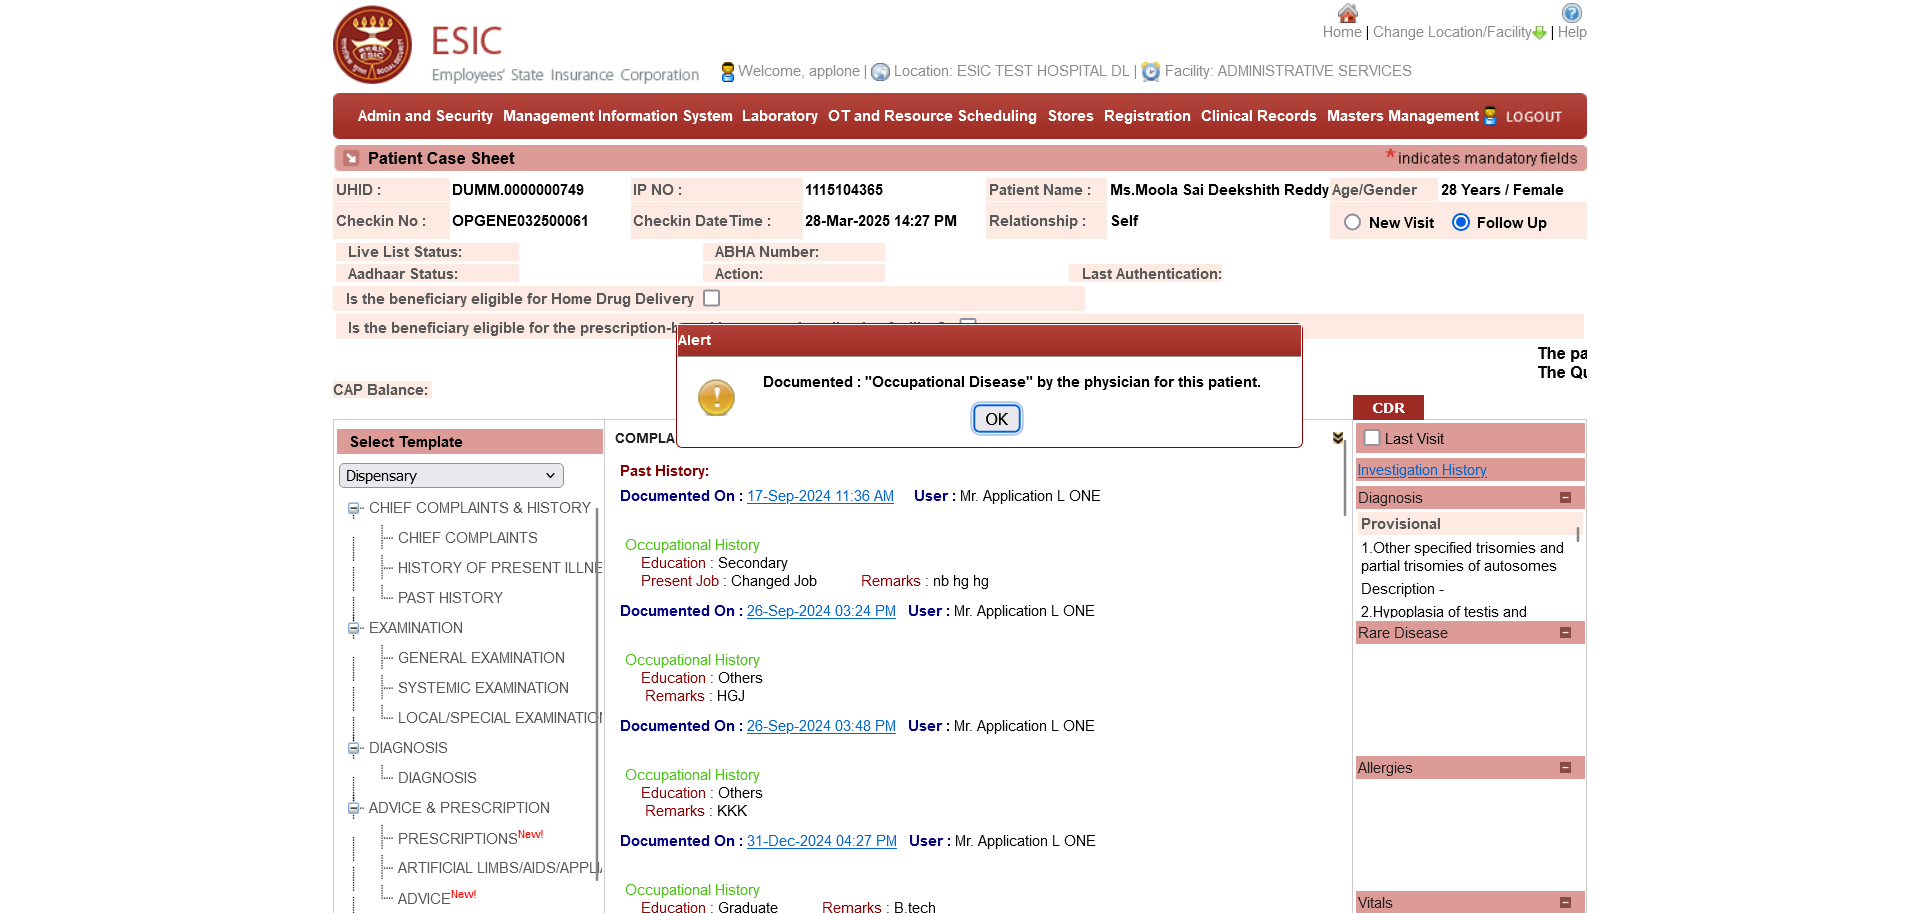 ESIC
Employees' State Insurance Corporation
Home | Change Location/Facility | Help
Welcome, applone | Location: ESIC TEST HOSPITAL DL | Facility: ADMINISTRATIVE SERVICES
Admin and Security Management Information System Laboratory OT and Resource Scheduling Stores Registration Clinical Records Masters Management LOGOUT
Patient Case Sheet * indicates mandatory fields
UHID : DUMM.0000000749 IP NO : 1115104365 Patient Name : Ms.Moola Sai Deekshith Reddy Age/Gender 28 Years / Female
Checkin No : OPGENE032500061 Checkin DateTime : 28-Mar-2025 14:27 PM Relationship : Self New Visit Follow Up
Live List Status: ABHA Number:
Aadhaar Status: Action: Last Authentication:
Is the beneficiary eligible for Home Drug Delivery
Is the beneficiary eligible for the prescription-b
The pa
The Qu
CAP Balance:
Alert
Documented : "Occupational Disease" by the physician for this patient.
OK
CDR
Select Template
Dispensary
CHIEF COMPLAINTS & HISTORY
CHIEF COMPLAINTS
HISTORY OF PRESENT ILLNE
PAST HISTORY
EXAMINATION
GENERAL EXAMINATION
SYSTEMIC EXAMINATION
LOCAL/SPECIAL EXAMINATION
DIAGNOSIS
DIAGNOSIS
ADVICE & PRESCRIPTION
PRESCRIPTIONS New!
ARTIFICIAL LIMBS/AIDS/APPLI
ADVICE New!
COMPLA
Past History:
Documented On : 17-Sep-2024 11:36 AM User : Mr. Application L ONE
Occupational History
Education : Secondary
Present Job : Changed Job Remarks : nb hg hg
Documented On : 26-Sep-2024 03:24 PM User : Mr. Application L ONE
Occupational History
Education : Others
Remarks : HGJ
Documented On : 26-Sep-2024 03:48 PM User : Mr. Application L ONE
Occupational History
Education : Others
Remarks : KKK
Documented On : 31-Dec-2024 04:27 PM User : Mr. Application L ONE
Occupational History
Education : Graduate Remarks : B.tech
Last Visit
Investigation History
Diagnosis
Provisional
1.Other specified trisomies and
partial trisomies of autosomes
Description -
2.Hypoplasia of testis and
Rare Disease
Allergies
Vitals